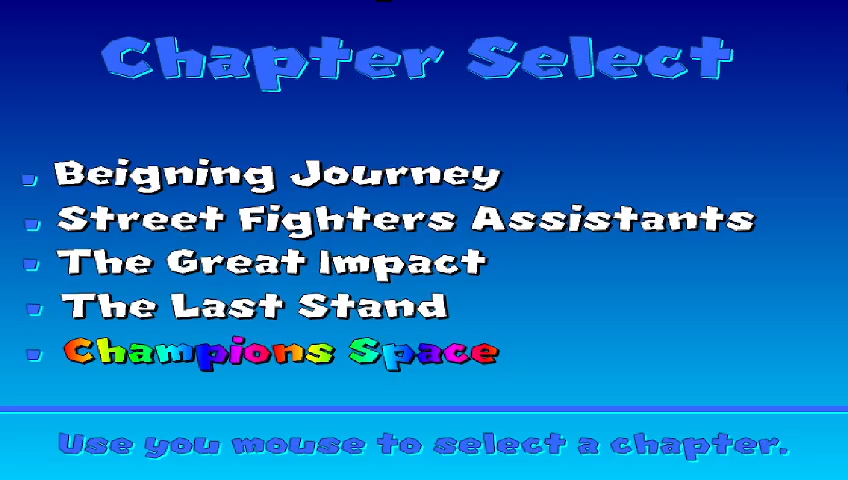 Chapter Select
Beigning Journey
Street Fighters Assistants
The Great Impact
The Last Stand
Champions Space
Use you mouse to select a chapter.